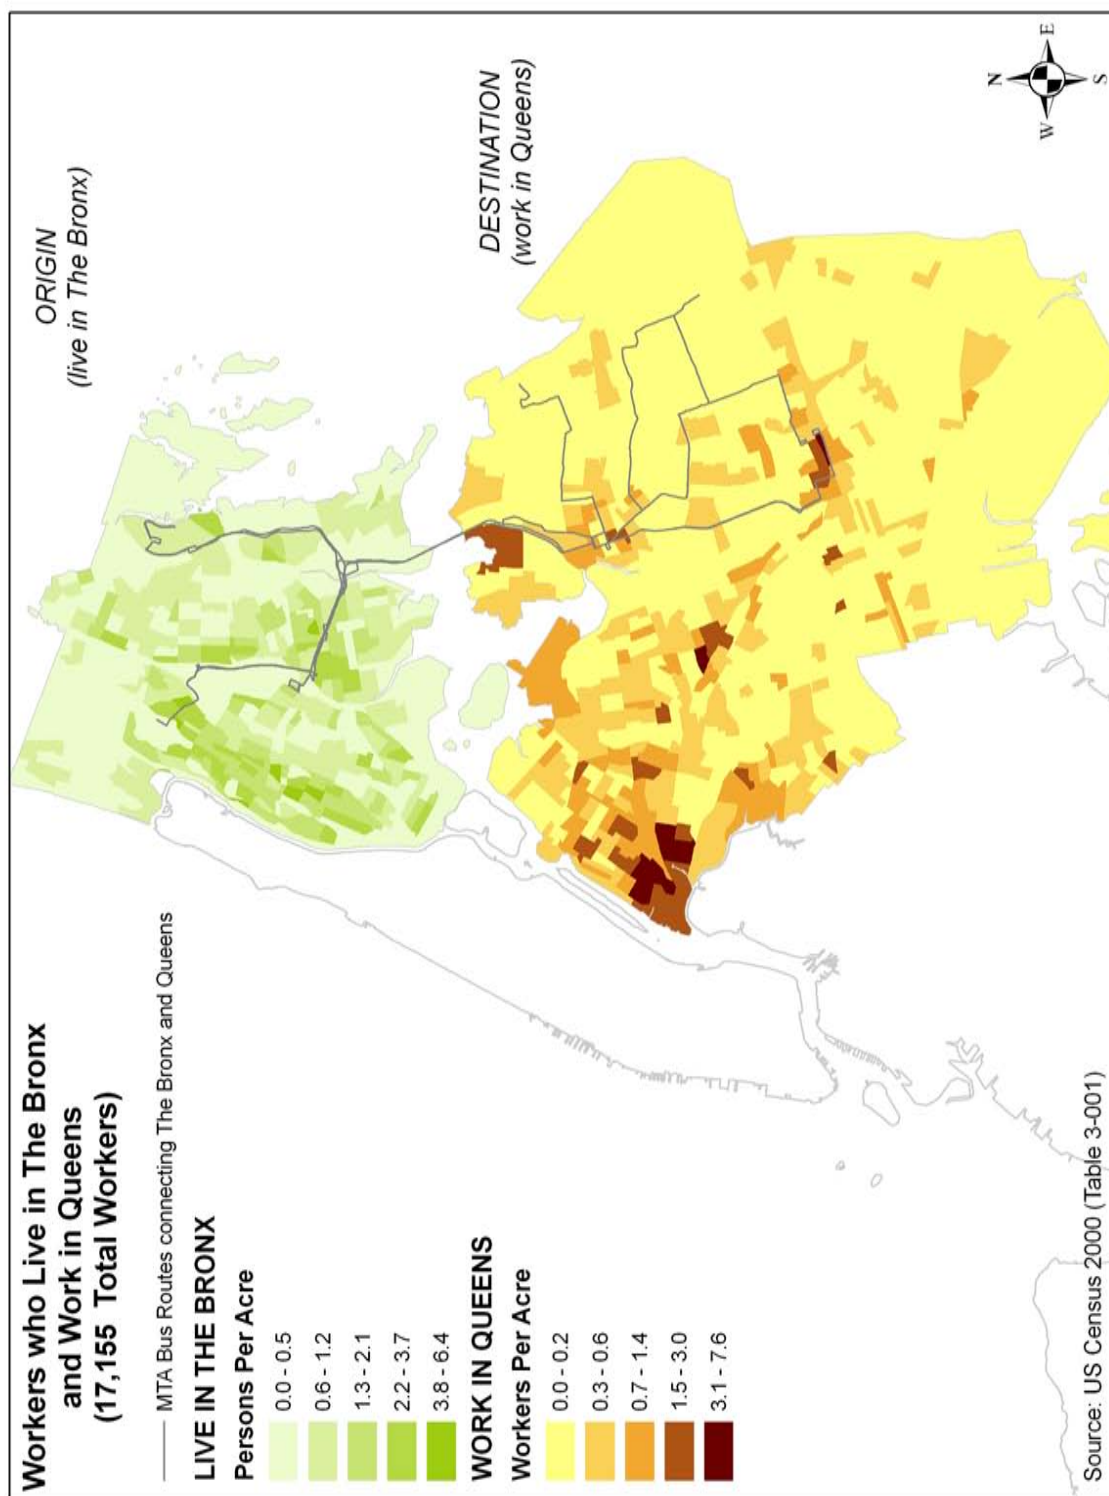 Workers who Live in The Bronx
and Work in Queens
(17,155 Total Workers)
MTA Bus Routes connecting The Bronx and Queens
LIVE IN THE BRONX
Persons Per Acre
0.0 - 0.5
0.6 - 1.2
1.3 - 2.1
2.2 - 3.7
3.8 - 6.4
WORK IN QUEENS
Workers Per Acre
0.0 - 0.2
0.3 - 0.6
0.7 - 1.4
1.5 - 3.0
3.1 - 7.6
Source: US Census 2000 (Table 3-001)
ORIGIN
(live in The Bronx)
DESTINATION
(work in Queens)
N
W
E
S